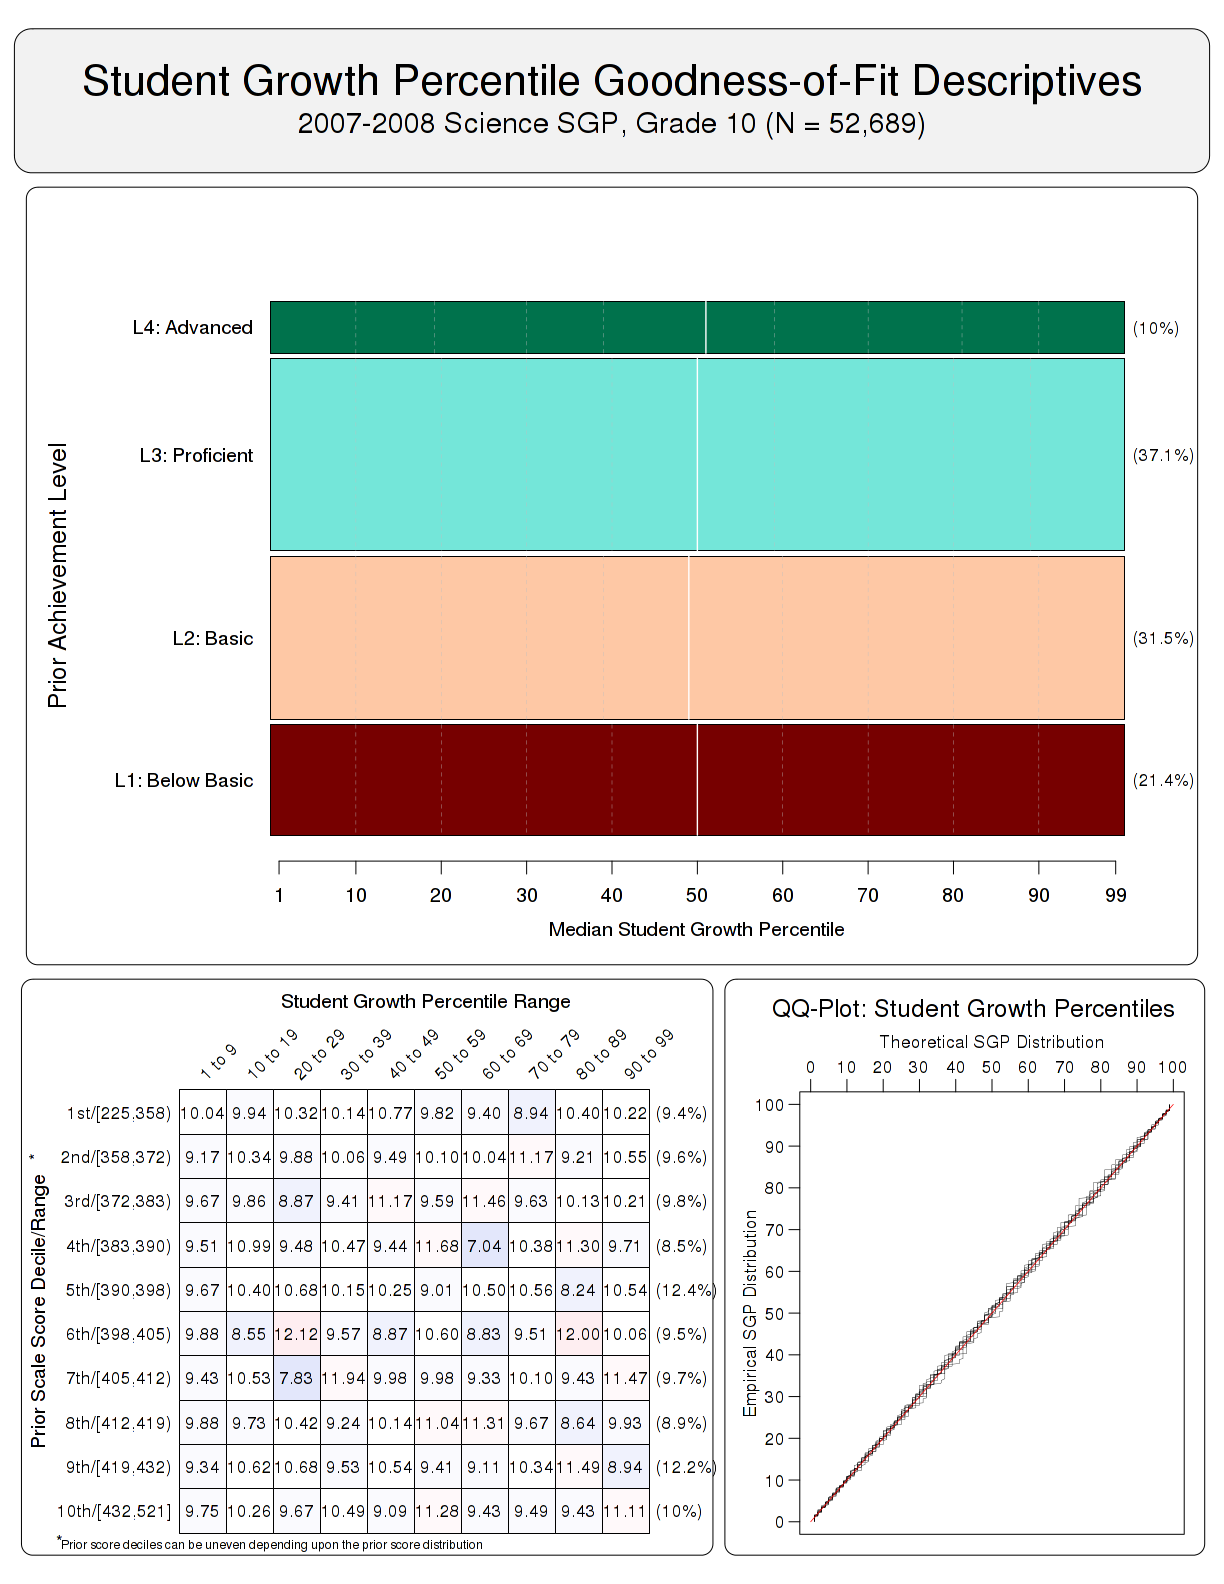 Student Growth Percentile Goodness-of-Fit Descriptives
2007-2008 Science SGP, Grade 10 (N = 52,689)
Prior Achievement Level
L4: Advanced (10%)
L3: Proficient (37.1%)
L2: Basic (31.5%)
L1: Below Basic (21.4%)
1 10 20 30 40 50 60 70 80 90 99
Median Student Growth Percentile
Student Growth Percentile Range
1 to 9 10 to 19 20 to 29 30 to 39 40 to 49 50 to 59 60 to 69 70 to 79 80 to 89 90 to 99
Prior Scale Score Decile/Range *
1st/[225,358) 10.04 9.94 10.32 10.14 10.77 9.82 9.40 8.94 10.40 10.22 (9.4%)
2nd/[358,372) 9.17 10.34 9.88 10.06 9.49 10.10 10.04 11.17 9.21 10.55 (9.6%)
3rd/[372,383) 9.67 9.86 8.87 9.41 11.17 9.59 11.46 9.63 10.13 10.21 (9.8%)
4th/[383,390) 9.51 10.99 9.48 10.47 9.44 11.68 7.04 10.38 11.30 9.71 (8.5%)
5th/[390,398) 9.67 10.40 10.68 10.15 10.25 9.01 10.50 10.56 8.24 10.54 (12.4%)
6th/[398,405) 9.88 8.55 12.12 9.57 8.87 10.60 8.83 9.51 12.00 10.06 (9.5%)
7th/[405,412) 9.43 10.53 7.83 11.94 9.98 9.98 9.33 10.10 9.43 11.47 (9.7%)
8th/[412,419) 9.88 9.73 10.42 9.24 10.14 11.04 11.31 9.67 8.64 9.93 (8.9%)
9th/[419,432) 9.34 10.62 10.68 9.53 10.54 9.41 9.11 10.34 11.49 8.94 (12.2%)
10th/[432,521] 9.75 10.26 9.67 10.49 9.09 11.28 9.43 9.49 9.43 11.11 (10%)
*Prior score deciles can be uneven depending upon the prior score distribution
QQ-Plot: Student Growth Percentiles
Theoretical SGP Distribution
0 10 20 30 40 50 60 70 80 90 100
Empirical SGP Distribution
100
90
80
70
60
50
40
30
20
10
0